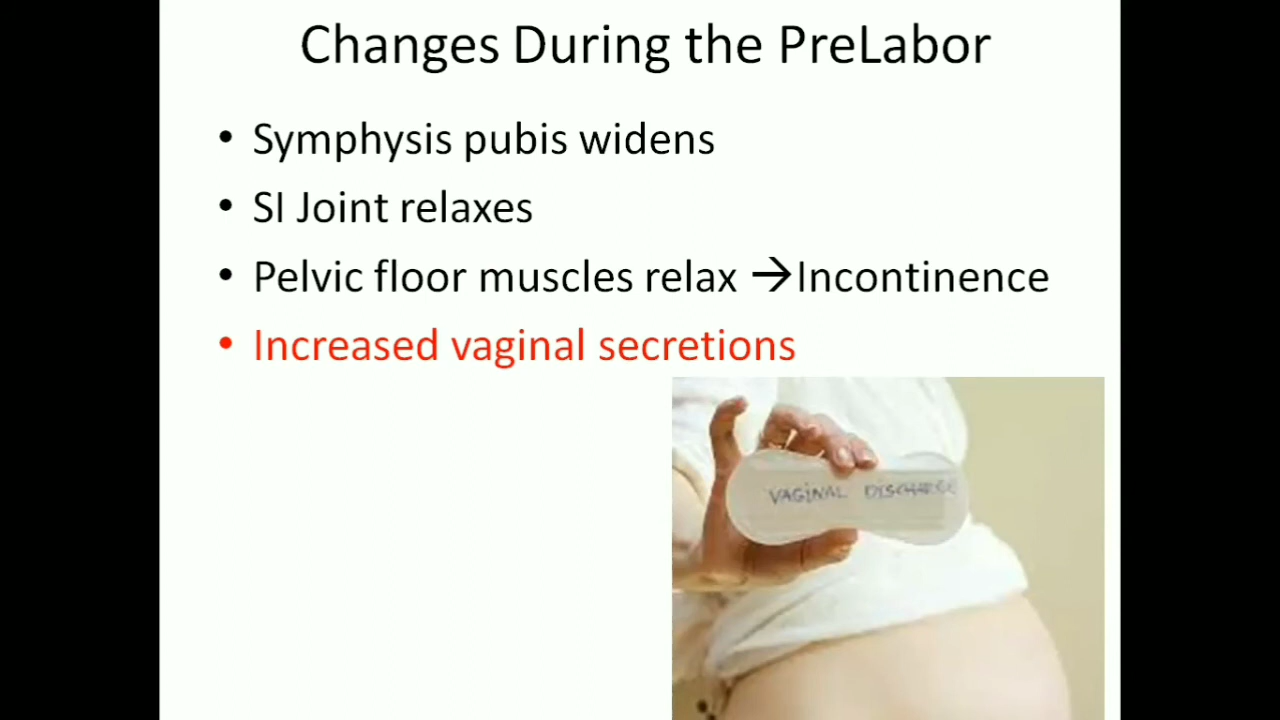 Changes During the PreLabor
• Symphysis pubis widens
• SI Joint relaxes
• Pelvic floor muscles relax →Incontinence
• Increased vaginal secretions
VAGINAL DISCHARGE